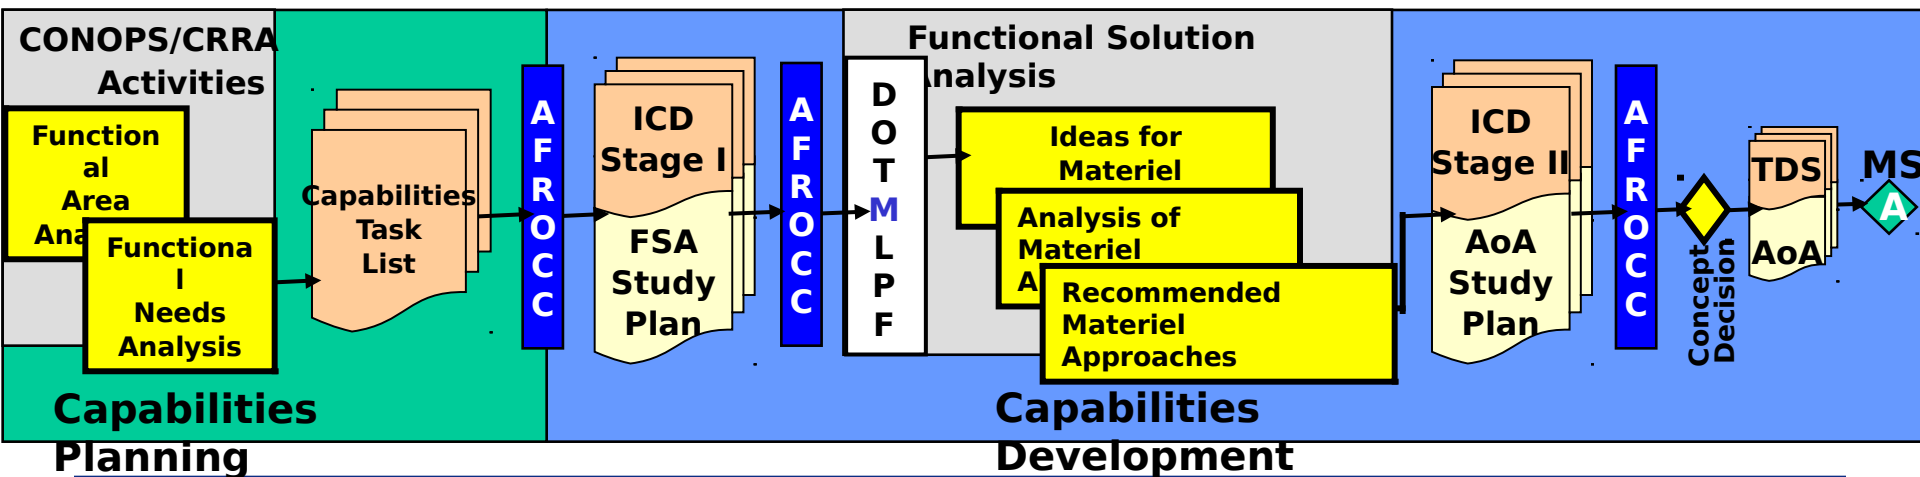 CONOPS/CRRA
Activities
Function
al
Area
Ana
Functiona
l
Needs
Analysis
Capabilities
Task
List
A
F
R
O
C
C
ICD
Stage I
FSA
Study
Plan
A
F
R
O
C
C
D
O
T
M
L
P
F
Functional Solution
Analysis
Ideas for
Materiel
Analysis of
Materiel
A
Recommended
Materiel
Approaches
ICD
Stage II
AoA
Study
Plan
A
F
R
O
C
C
Concept
Decision
TDS
AoA
MS
A
Capabilities
Planning
Capabilities
Development